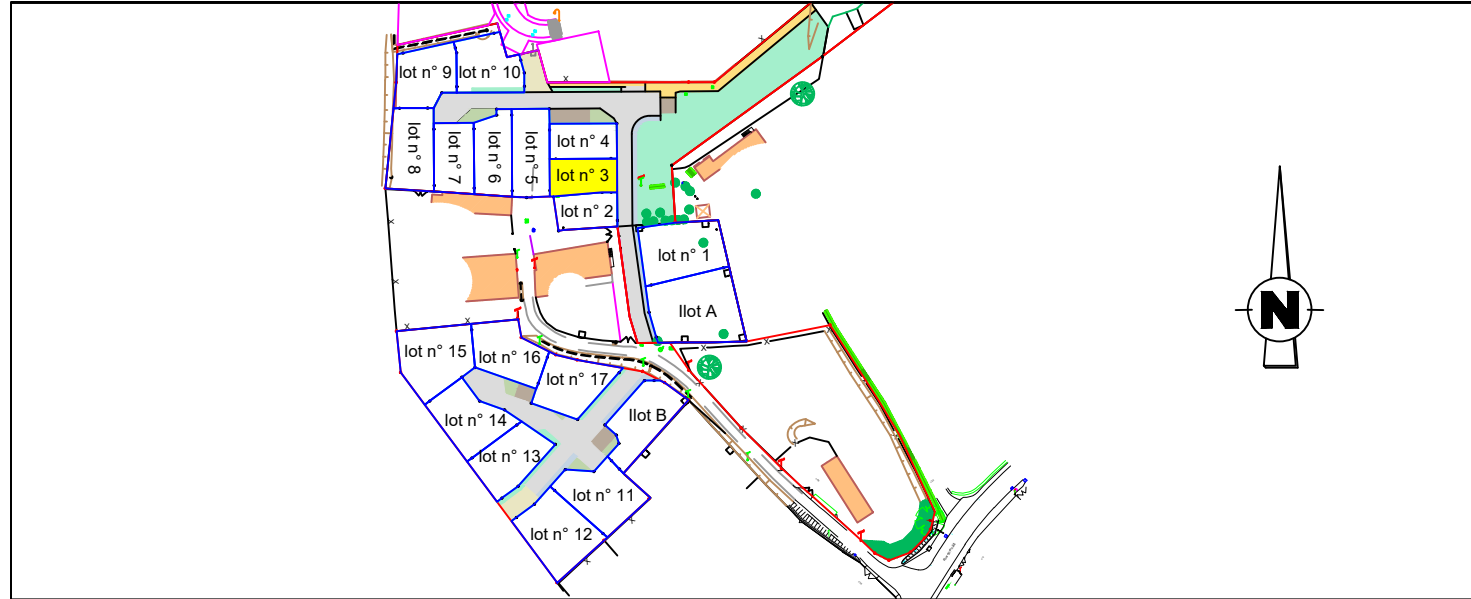 lot n° 9
lot n° 10
lot n° 8
lot n° 7
lot n° 6
lot n° 5
lot n° 4
lot n° 3
lot n° 2
lot n° 1
Ilot A
N
lot n° 15
lot n° 16
lot n° 17
Ilot B
lot n° 14
lot n° 13
lot n° 11
lot n° 12